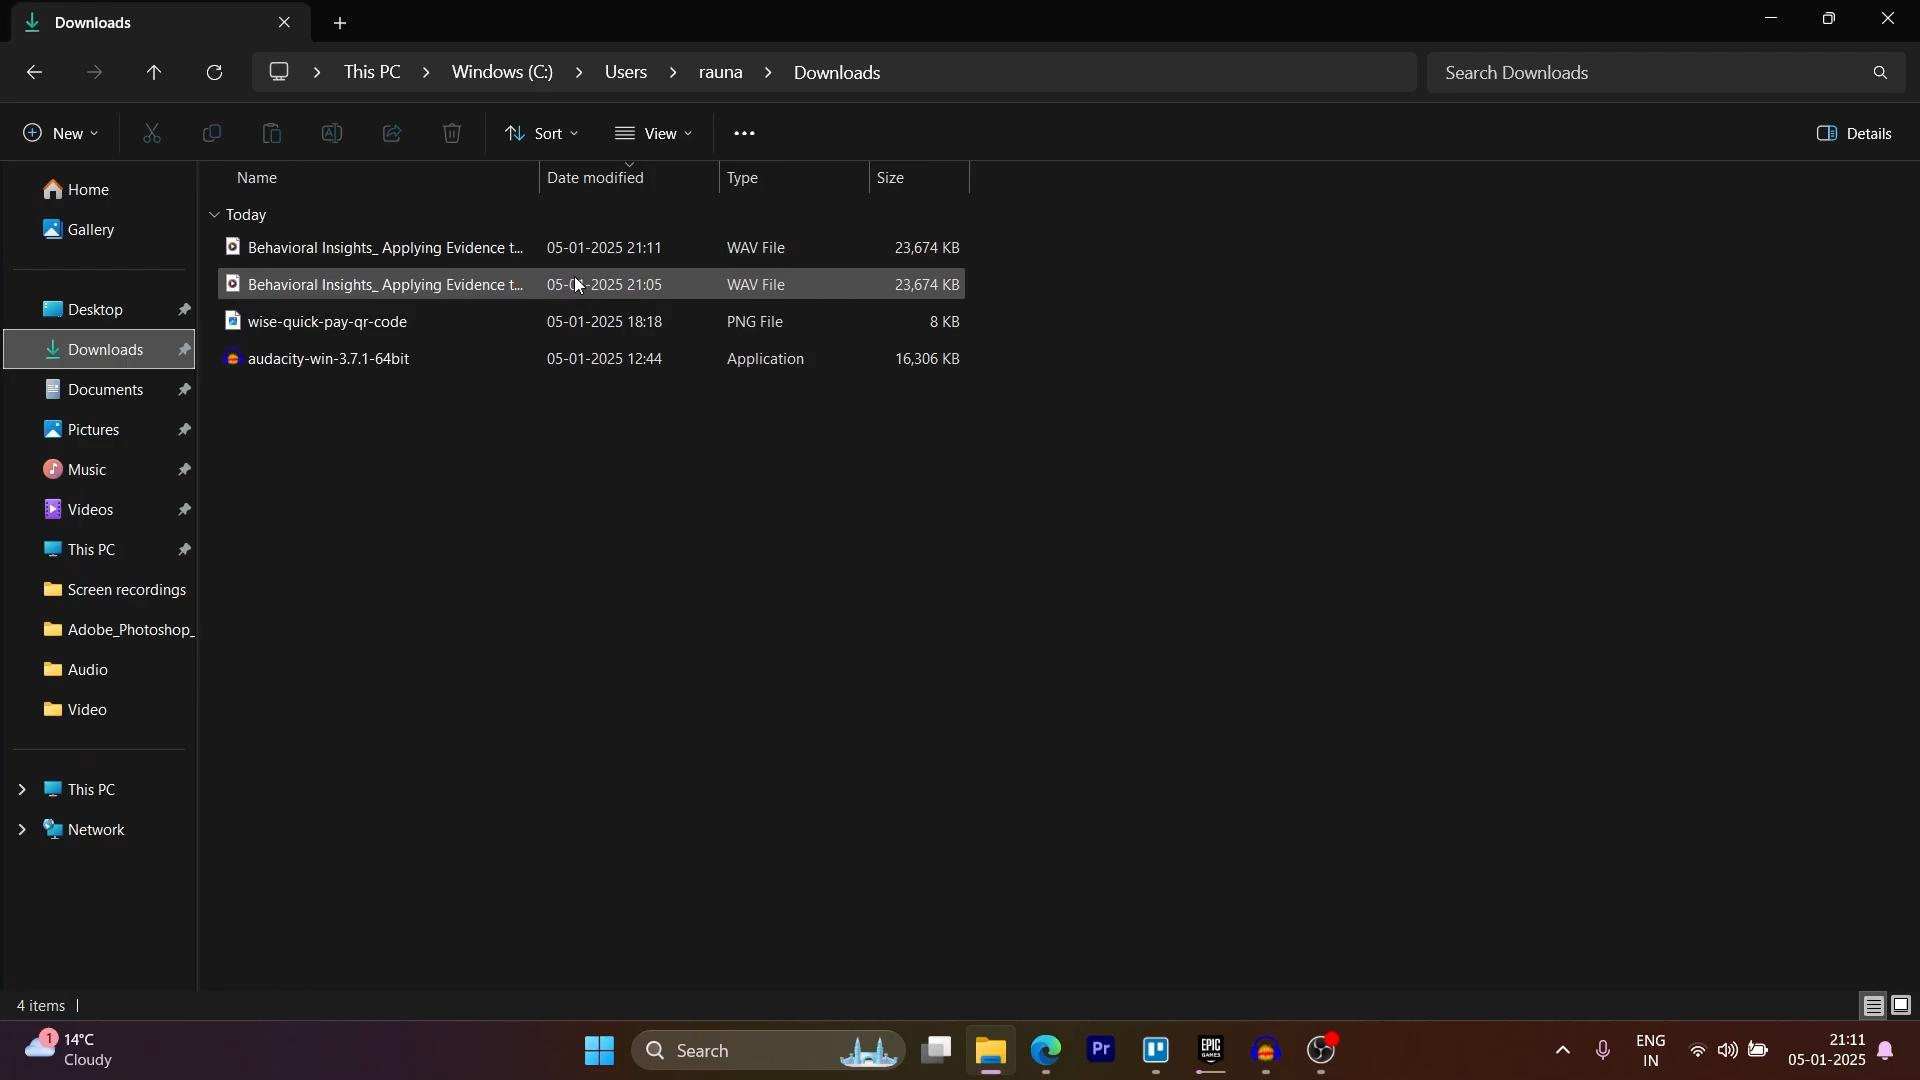 Downloads
This PC > Windows (C:) > Users > rauna > Downloads
Search Downloads
New
Sort
View
Details
Name
Date modified
Type
Size
Today
Behavioral Insights_ Applying Evidence t... 05-01-2025 21:11 WAV File 23,674 KB
Behavioral Insights_ Applying Evidence t... 05-01-2025 21:05 WAV File 23,674 KB
wise-quick-pay-qr-code 05-01-2025 18:18 PNG File 8 KB
audacity-win-3.7.1-64bit 05-01-2025 12:44 Application 16,306 KB
Home
Gallery
Desktop
Downloads
Documents
Pictures
Music
Videos
This PC
Screen recordings
Adobe_Photoshop_
Audio
Video
This PC
Network
4 items
1
14°C
Cloudy
Search
Pr
EPIC
GAMES
ENG
IN
21:11
05-01-2025